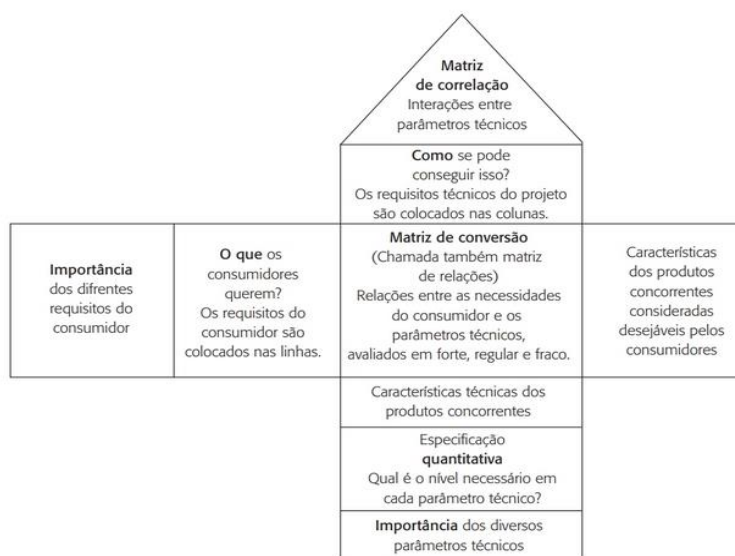 Matriz
de correlação
Interações entre
parâmetros técnicos
Como se pode
conseguir isso?
Os requisitos técnicos do projeto
são colocados nas colunas.
Importância
dos difrentes
requisitos do
consumidor
O que os
consumidores
querem?
Os requisitos do
consumidor são
colocados nas linhas.
Matriz de conversão
(Chamada também matriz
de relações)
Relações entre as necessidades
do consumidor e os
parâmetros técnicos,
avaliados em forte, regular e fraco.
Características
dos produtos
concorrentes
consideradas
desejáveis pelos
consumidores
Características técnicas dos
produtos concorrentes
Especificação
quantitativa
Qual é o nível necessário em
cada parâmetro técnico?
Importância dos diversos
parâmetros técnicos